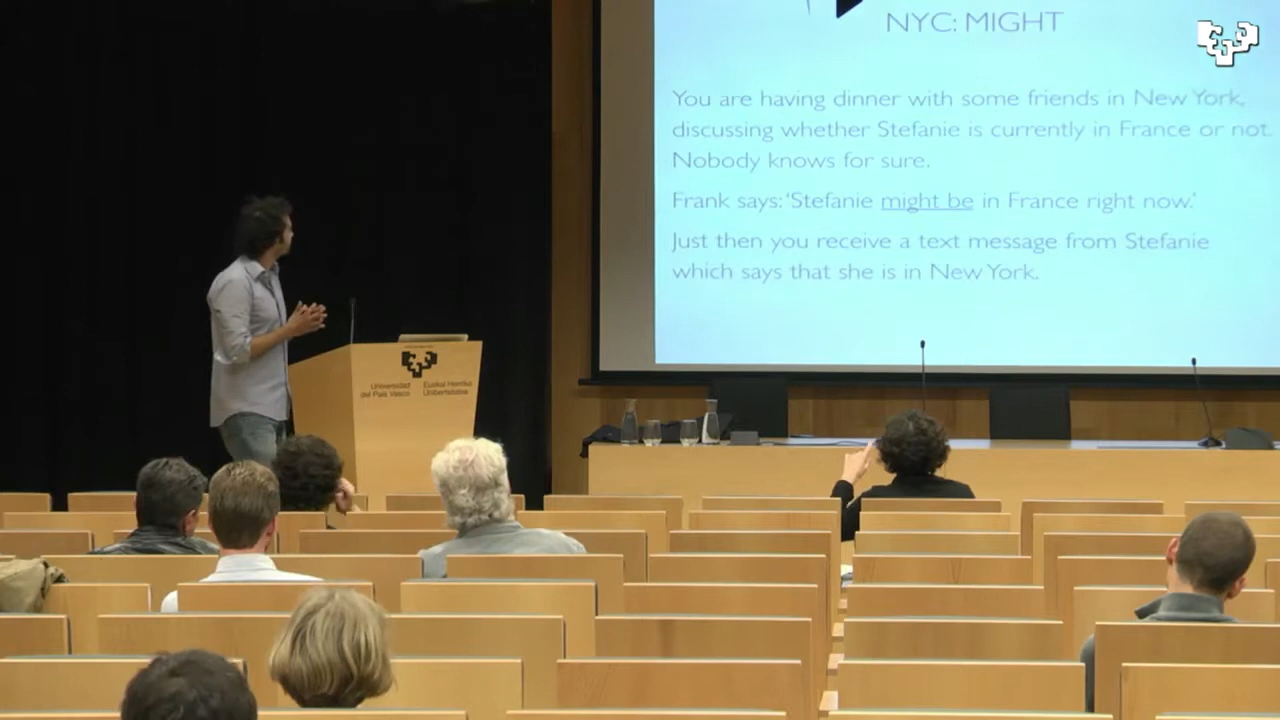 NYC: MIGHT
You are having dinner with some friends in New York,
discussing whether Stefanie is currently in France or not.
Nobody knows for sure.
Frank says: ‘Stefanie might be in France right now.’
Just then you receive a text message from Stefanie
which says that she is in New York.
Universidad
del País Vasco
Euskal Herriko
Unibertsitatea